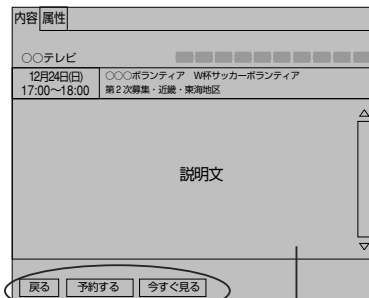 内容 属性
○○テレビ
12月24日(日)
17:00〜18:00
○○○ボランティア W杯サッカーボランティア
第2次募集・近畿・東海地区
説明文
戻る 予約する 今すぐ見る